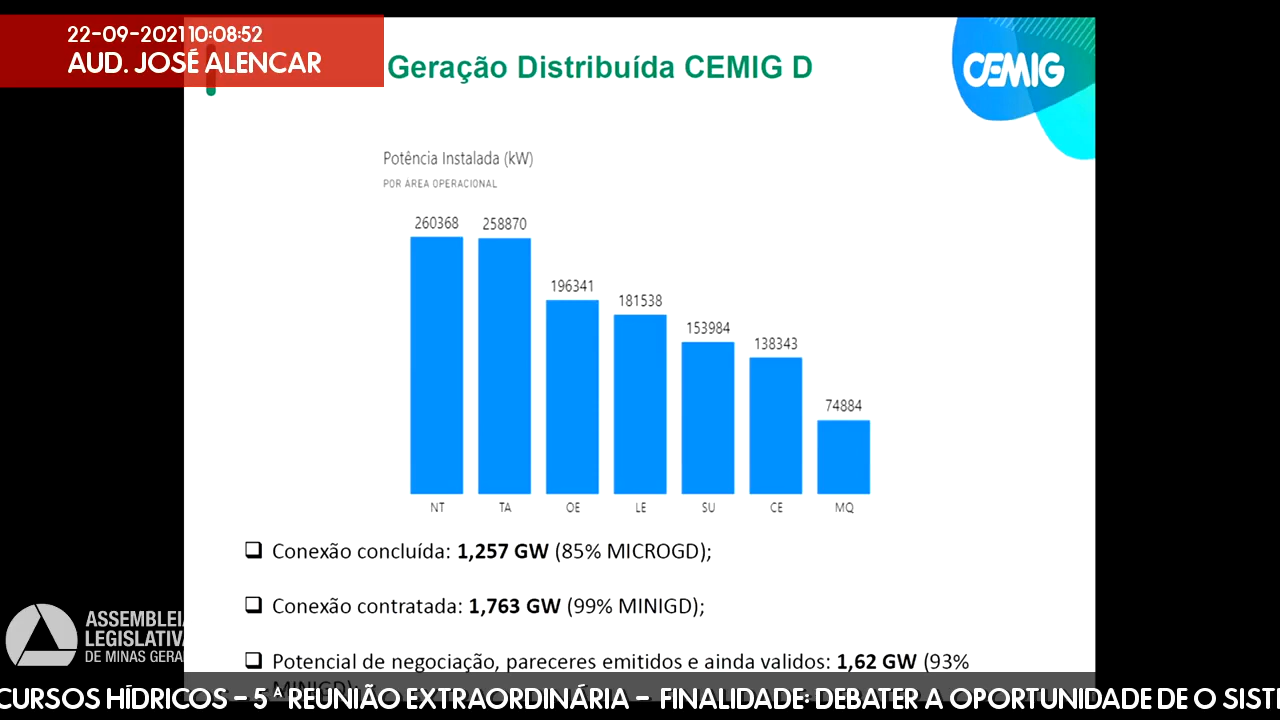 22-09-2021 10:08:52
AUD. JOSÉ ALENCAR
Geração Distribuída CEMIG D
CEMIG
Potência Instalada (kW)
POR AREA OPERACIONAL
260368 258870 196341 181538 153984 138343 74884
NT TA OE LE SU CE MQ
Conexão concluída: 1,257 GW (85% MICROGD);
Conexão contratada: 1,763 GW (99% MINIGD);
Potencial de negociação, pareceres emitidos e ainda validos: 1,62 GW (93%
ASSEMBLEIA
LEGISLATIVA
DE MINAS GERAI
CURSOS HÍDRICOS - 5ª REUNIÃO EXTRAORDINÁRIA - FINALIDADE: DEBATER A OPORTUNIDADE DE O SISTE